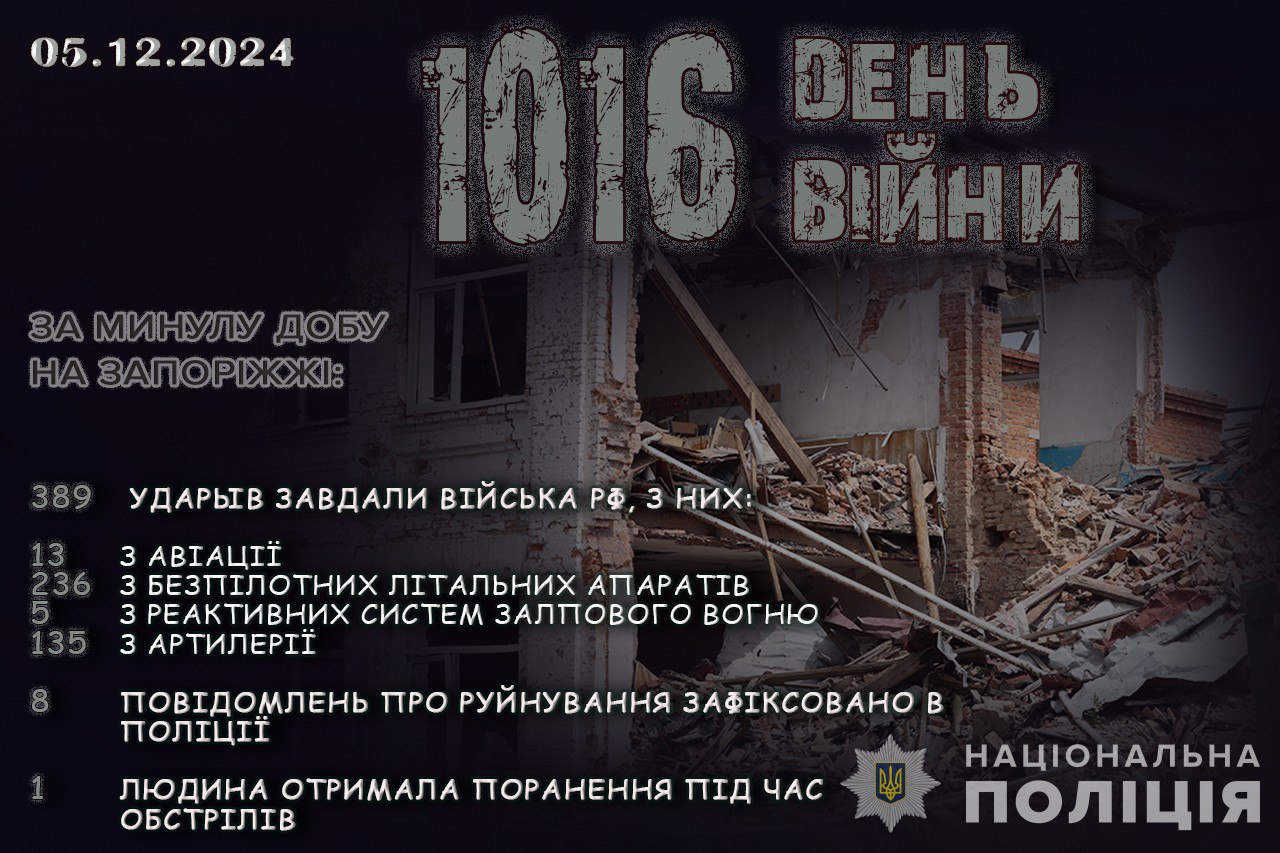 05.12.2024
1016 ДЕНЬ
ВІЙНИ
ЗА МИНУЛУ ДОБУ
НА ЗАПОРІЖЖІ:
389 УДАРЫВ ЗАВДАЛИ ВІЙСЬКА РФ, З НИХ:
13 З АВІАЦІЇ
236 З БЕЗПІЛОТНИХ ЛІТАЛЬНИХ АПАРАТІВ
5 З РЕАКТИВНИХ СИСТЕМ ЗАЛПОВОГО ВОГНЮ
135 З АРТИЛЕРІЇ
8 ПОВІДОМЛЕНЬ ПРО РУЙНУВАННЯ ЗАФІКСОВАНО В
ПОЛІЦІЇ
1 ЛЮДИНА ОТРИМАЛА ПОРАНЕННЯ ПІД ЧАС
ОБСТРІЛІВ
НАЦІОНАЛЬНА
ПОЛІЦІЯ